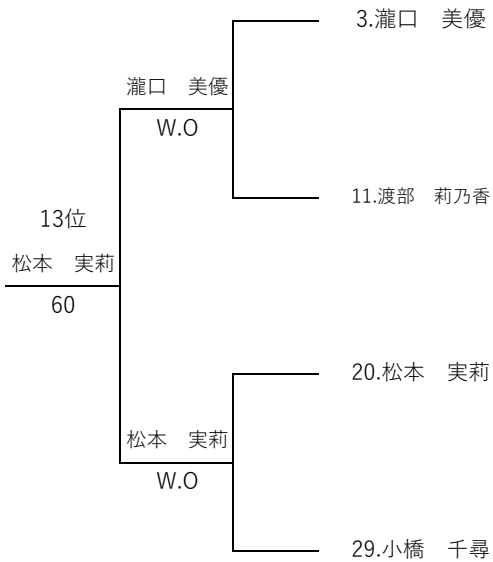 3.瀧口　美優
瀧口　美優
W.O
11.渡部　莉乃香
13位
松本　実莉
60
20.松本　実莉
松本　実莉
W.O
29.小橋　千尋